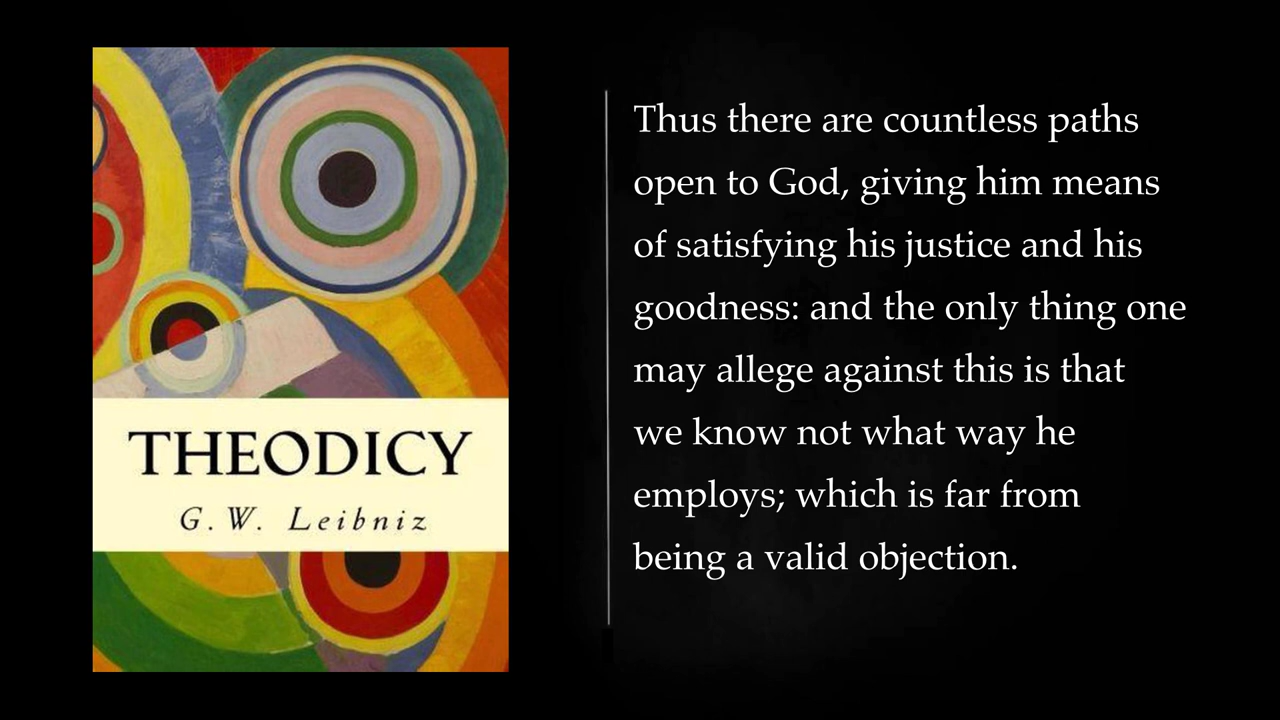 THEODICY
G.W. Leibniz
Thus there are countless paths
open to God, giving him means
of satisfying his justice and his
goodness: and the only thing one
may allege against this is that
we know not what way he
employs; which is far from
being a valid objection.